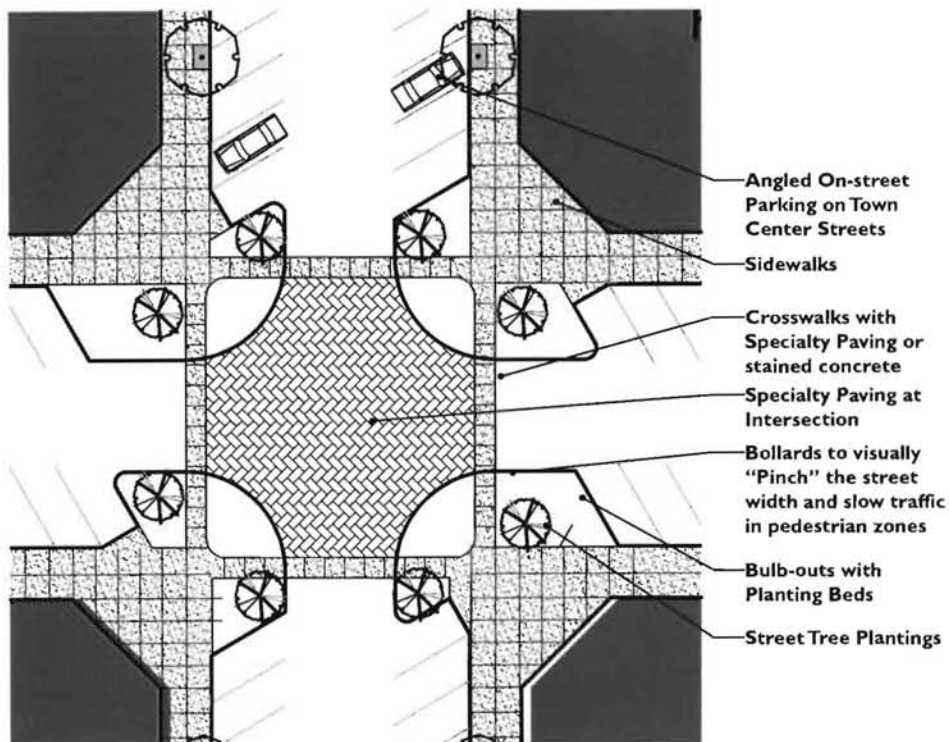 Angled On-street
Parking on Town
Center Streets
Sidewalks
Crosswalks with
Specialty Paving or
stained concrete
Specialty Paving at
Intersection
Bollards to visually
“Pinch” the street
width and slow traffic
in pedestrian zones
Bulb-outs with
Planting Beds
Street Tree Plantings